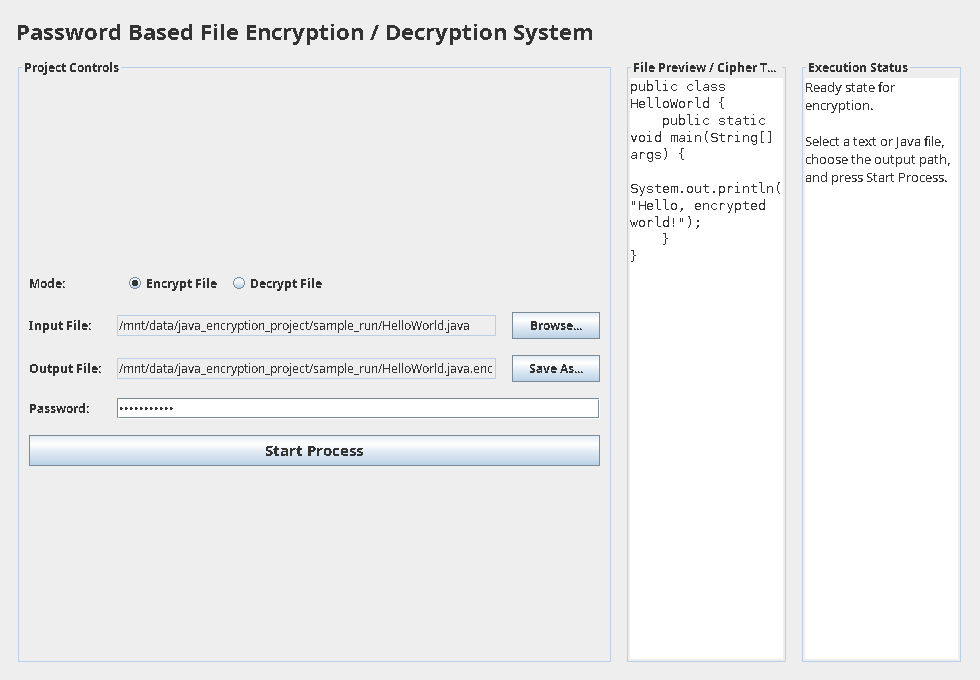 Password Based File Encryption / Decryption System
Project Controls
Mode:
Encrypt File
Decrypt File
Input File:
/mnt/data/java_encryption_project/sample_run/HelloWorld.java
Browse...
Output File:
/mnt/data/java_encryption_project/sample_run/HelloWorld.java.enc
Save As...
Password:
•••••••••••
Start Process
File Preview / Cipher T...
public class
HelloWorld {
    public static
void main(String[]
args) {

System.out.println(
"Hello, encrypted
world!");
    }
}
Execution Status
Ready state for
encryption.

Select a text or Java file,
choose the output path,
and press Start Process.